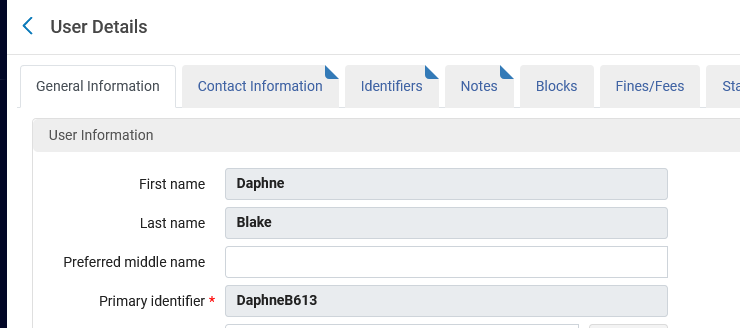 User Details
General Information Contact Information Identifiers Notes Blocks Fines/Fees
User Information
First name Daphne
Last name Blake
Preferred middle name
Primary identifier * DaphneB613